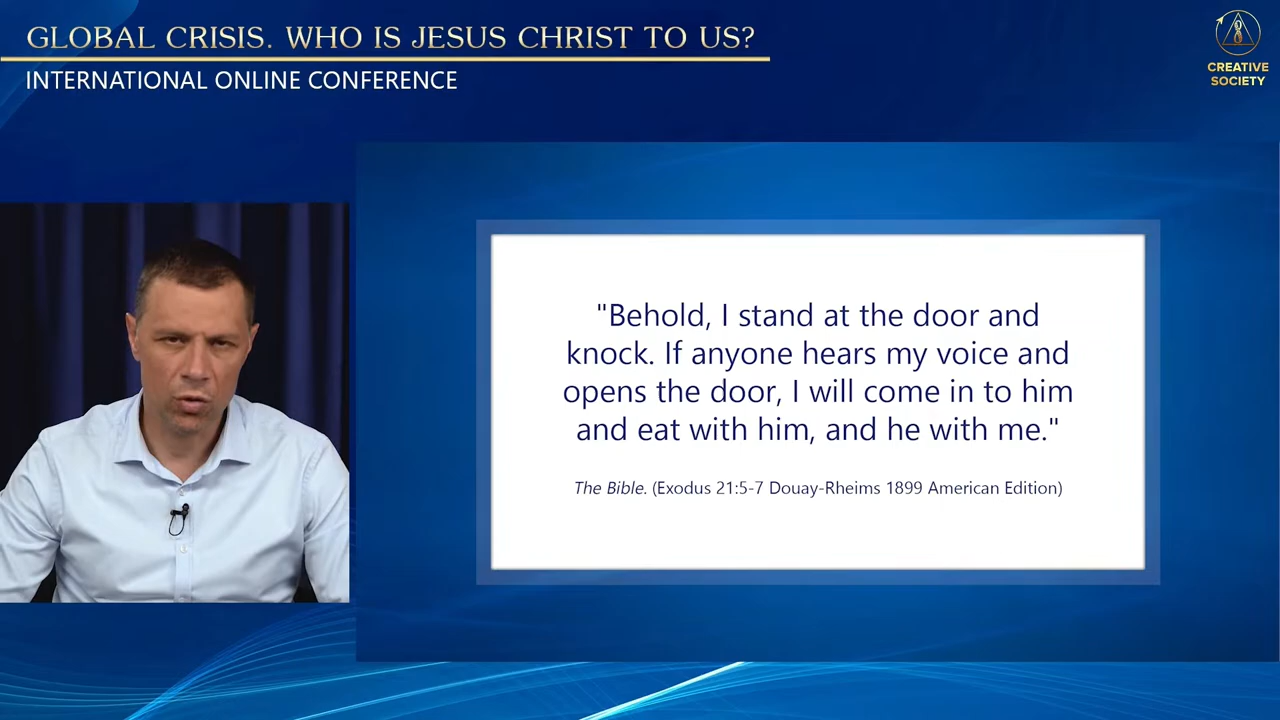 GLOBAL CRISIS. WHO IS JESUS CHRIST TO US?
INTERNATIONAL ONLINE CONFERENCE
CREATIVE
SOCIETY
"Behold, I stand at the door and
knock. If anyone hears my voice and
opens the door, I will come in to him
and eat with him, and he with me."
The Bible. (Exodus 21:5-7 Douay-Rheims 1899 American Edition)